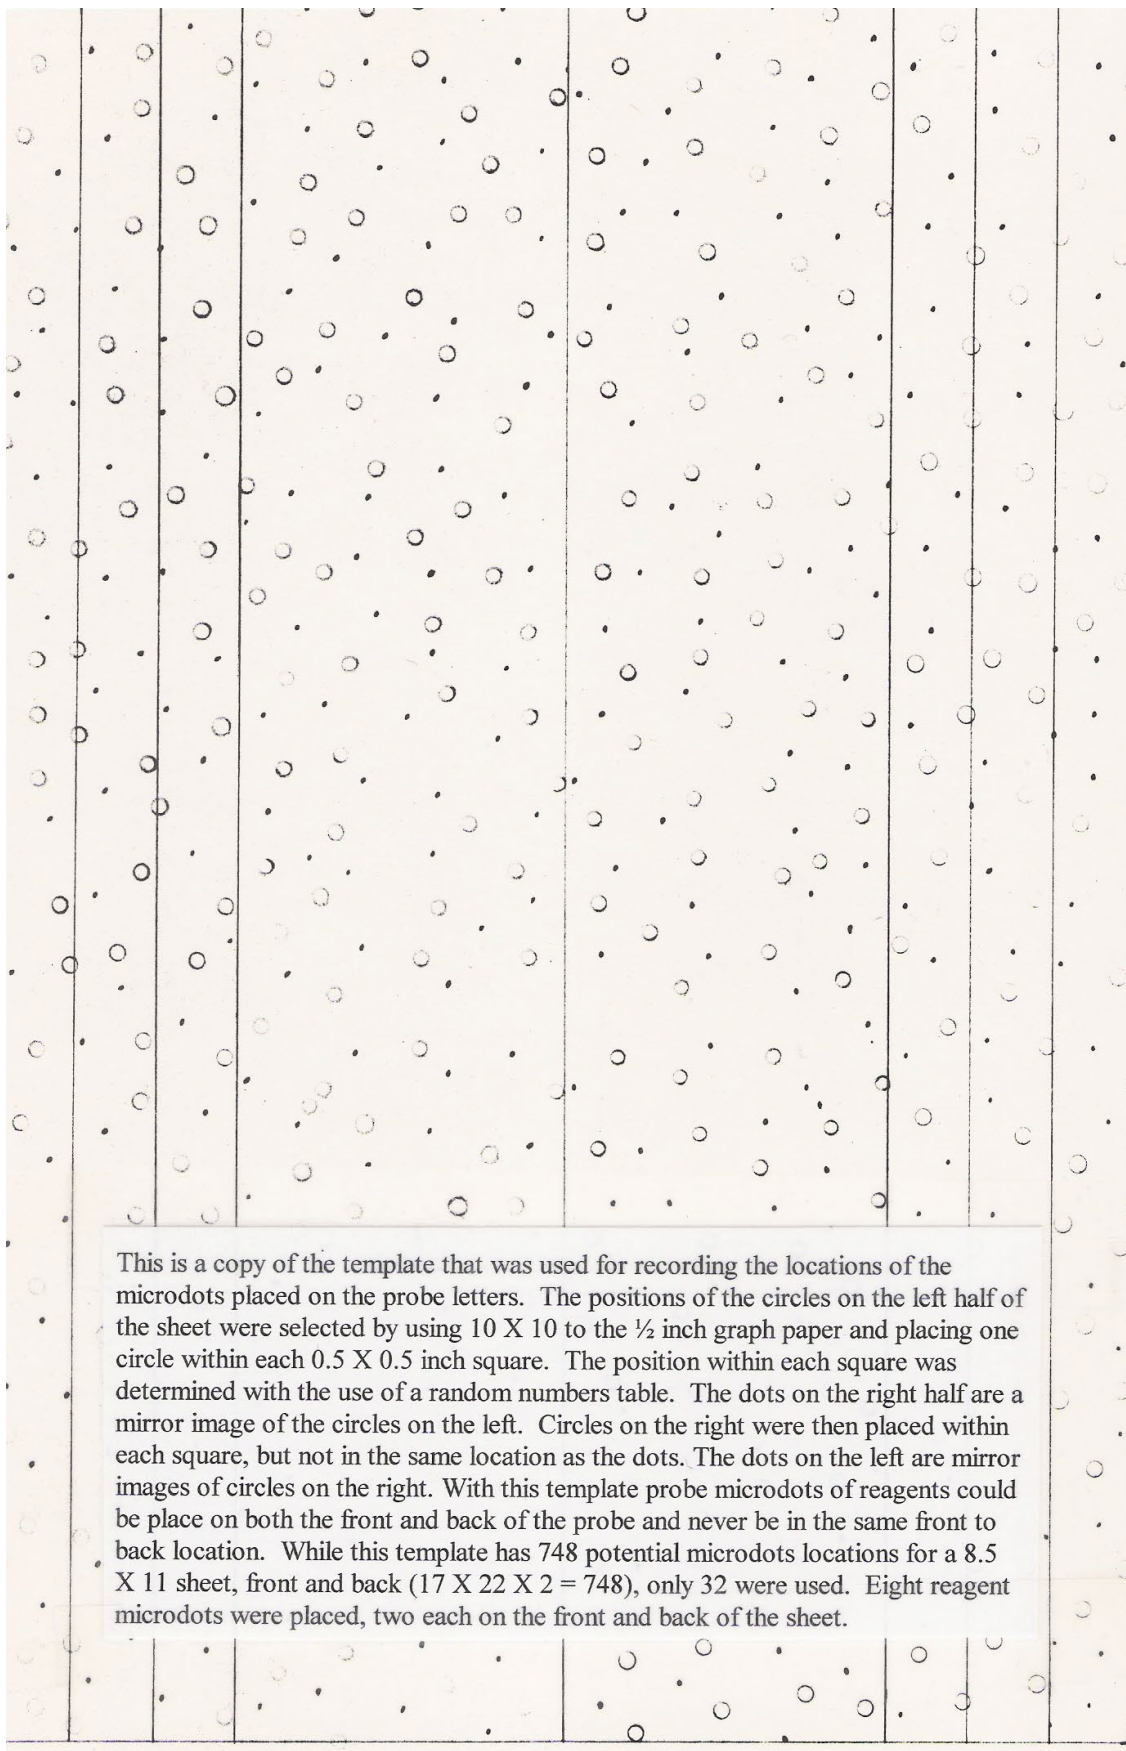 This is a copy of the template that was used for recording the locations of the
microdots placed on the probe letters.  The positions of the circles on the left half of
the sheet were selected by using 10 X 10 to the ½ inch graph paper and placing one
circle within each 0.5 X 0.5 inch square.  The position within each square was
determined with the use of a random numbers table.  The dots on the right half are a
mirror image of the circles on the left.  Circles on the right were then placed within
each square, but not in the same location as the dots. The dots on the left are mirror
images of circles on the right. With this template probe microdots of reagents could
be place on both the front and back of the probe and never be in the same front to
back location.  While this template has 748 potential microdots locations for a 8.5
X 11 sheet, front and back (17 X 22 X 2 = 748), only 32 were used.  Eight reagent
microdots were placed, two each on the front and back of the sheet.